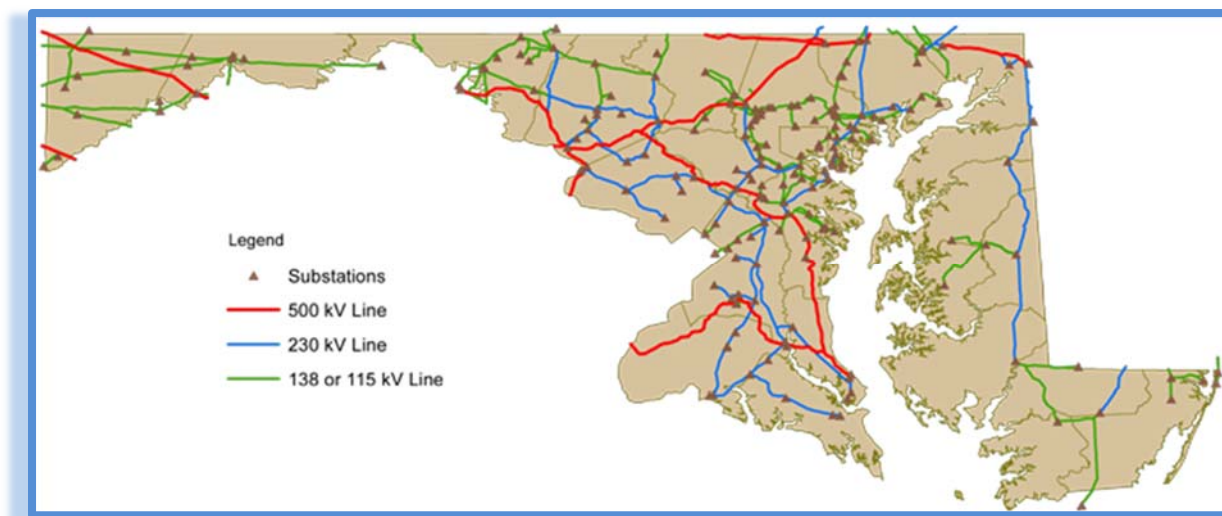 Legend
Substations
500 kV Line
230 kV Line
138 or 115 kV Line